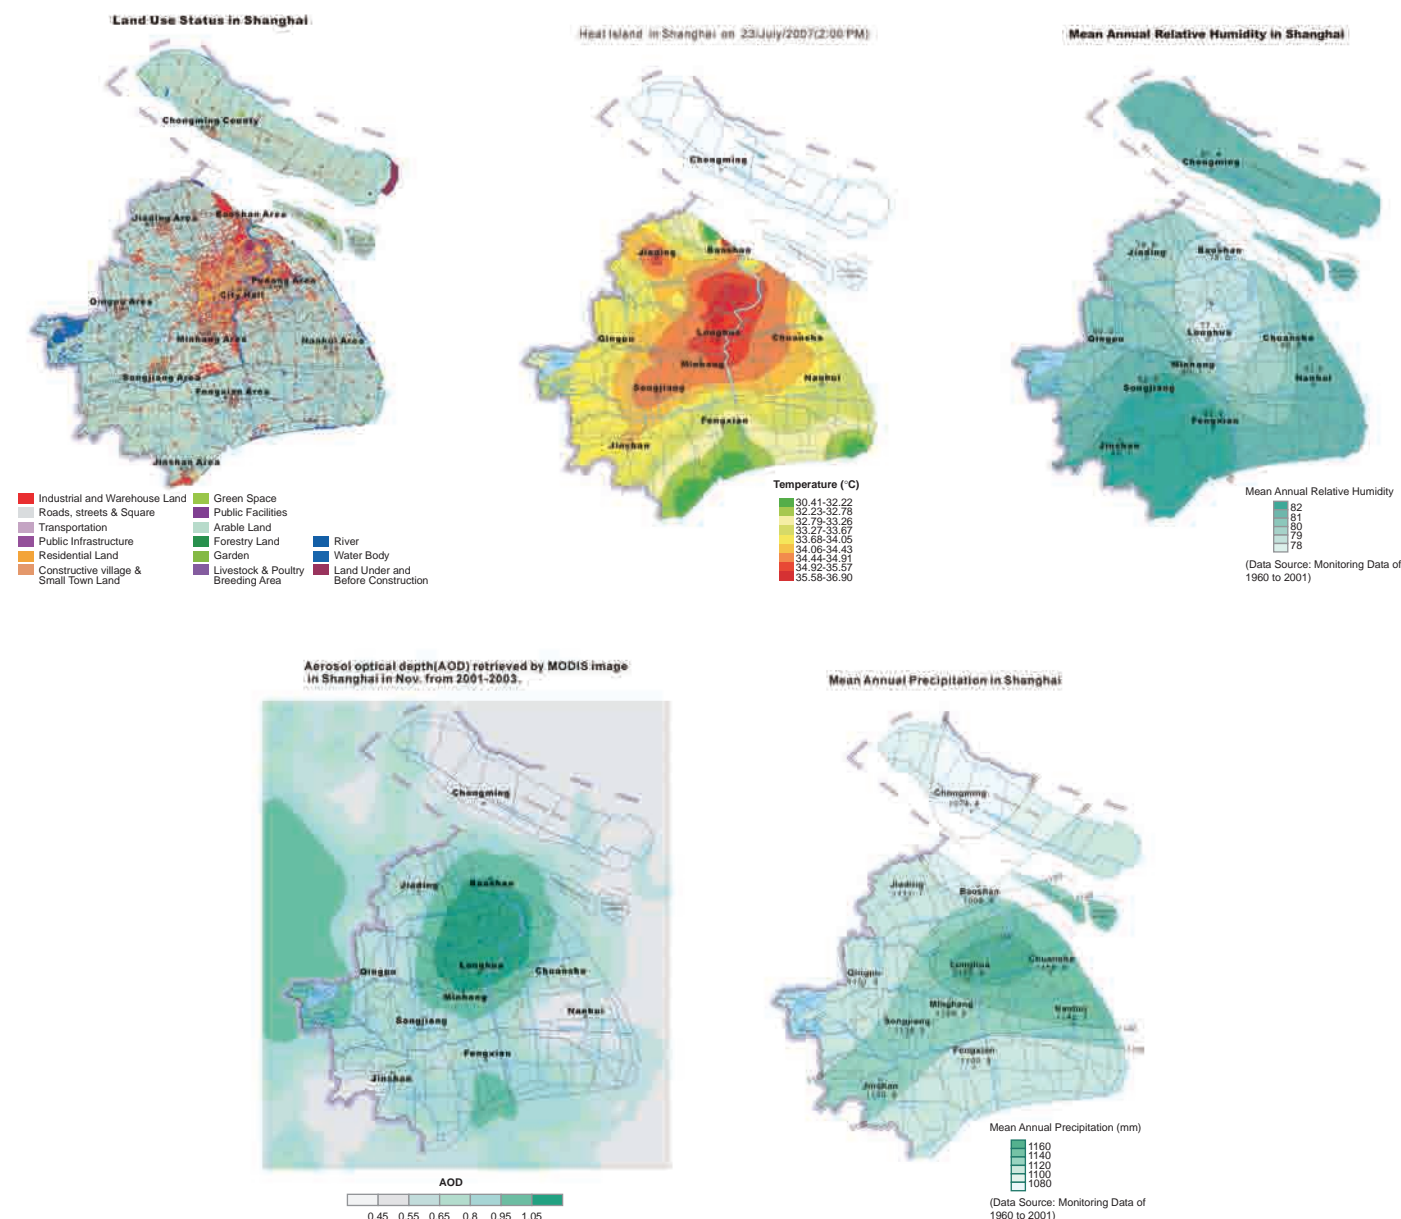 Land Use Status in Shanghai
Chongming County
Jiading Area
Baoshan Area
Pudong Area
City Hall
Qingpu Area
Minhang Area
Nanhui Area
Songjiang Area
Fengxian Area
Jinshan Area
Industrial and Warehouse Land
Roads, streets & Square
Transportation
Public Infrastructure
Residential Land
Constructive village &
Small Town Land
Green Space
Public Facilities
Arable Land
Forestry Land
Garden
Livestock & Poultry
Breeding Area
River
Water Body
Land Under and
Before Construction
Heat Island in Shanghai on 23/July/2007(2:00 PM)
Chongming
Jiading
Baoshan
Qingpu
Longhua
Chuansha
Minhang
Nanhui
Songjiang
Fengxian
Jinshan
Temperature (°C)
30.41-32.22
32.23-32.78
32.79-33.26
33.27-33.67
33.68-34.05
34.06-34.43
34.44-34.91
34.92-35.57
35.58-36.90
Mean Annual Relative Humidity in Shanghai
Chongming
Jiading
Baoshan
Longhua
Qingpu
Chuansha
Minhang
Songjiang
Nanhui
Fengxian
Jinshan
Mean Annual Relative Humidity
82
81
80
79
78
(Data Source: Monitoring Data of
1960 to 2001)
Aerosol optical depth(AOD) retrieved by MODIS image
in Shanghai in Nov. from 2001-2003.
Chongming
Jiading
Baoshan
Qingpu
Longhua
Chuansha
Minhang
Nanhui
Songjiang
Fengxian
Jinshan
AOD
0.45 0.55 0.65 0.8 0.95 1.05
Mean Annual Precipitation in Shanghai
Chongming
Jiading
Baoshan
Longhua
Chuansha
Qingpu
Minghang
Nanhui
Songjiang
Fengxian
Jinshan
Mean Annual Precipitation (mm)
1160
1140
1120
1100
1080
(Data Source: Monitoring Data of
1960 to 2001)